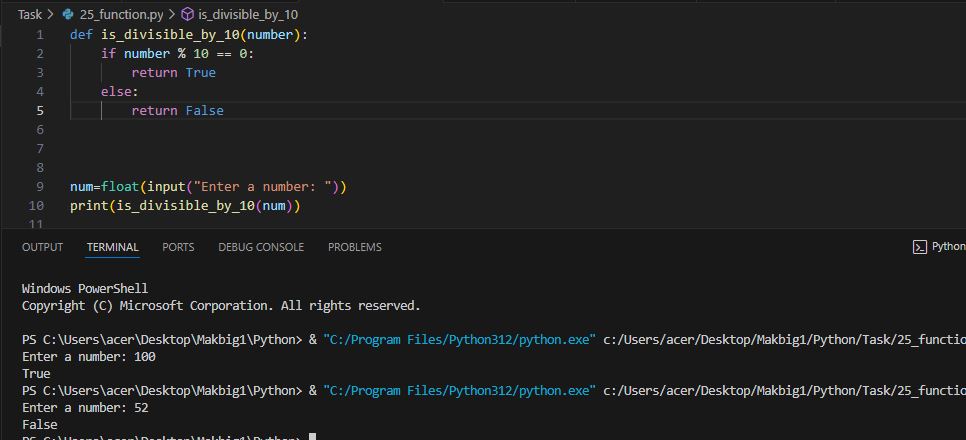 Task > 25_function.py > is_divisible_by_10
1 def is_divisible_by_10(number):
2     if number % 10 == 0:
3         return True
4     else:
5         return False
6
7
8
9 num=float(input("Enter a number: "))
10 print(is_divisible_by_10(num))
11
OUTPUT TERMINAL PORTS DEBUG CONSOLE PROBLEMS Python
Windows PowerShell
Copyright (C) Microsoft Corporation. All rights reserved.
PS C:\Users\acer\Desktop\Makbig1\Python> & "C:/Program Files/Python312/python.exe" c:/Users/acer/Desktop/Makbig1/Python/Task/25_functio
Enter a number: 100
True
PS C:\Users\acer\Desktop\Makbig1\Python> & "C:/Program Files/Python312/python.exe" c:/Users/acer/Desktop/Makbig1/Python/Task/25_functio
Enter a number: 52
False
PS C:\Users\acer\Desktop\Makbig1\Python>